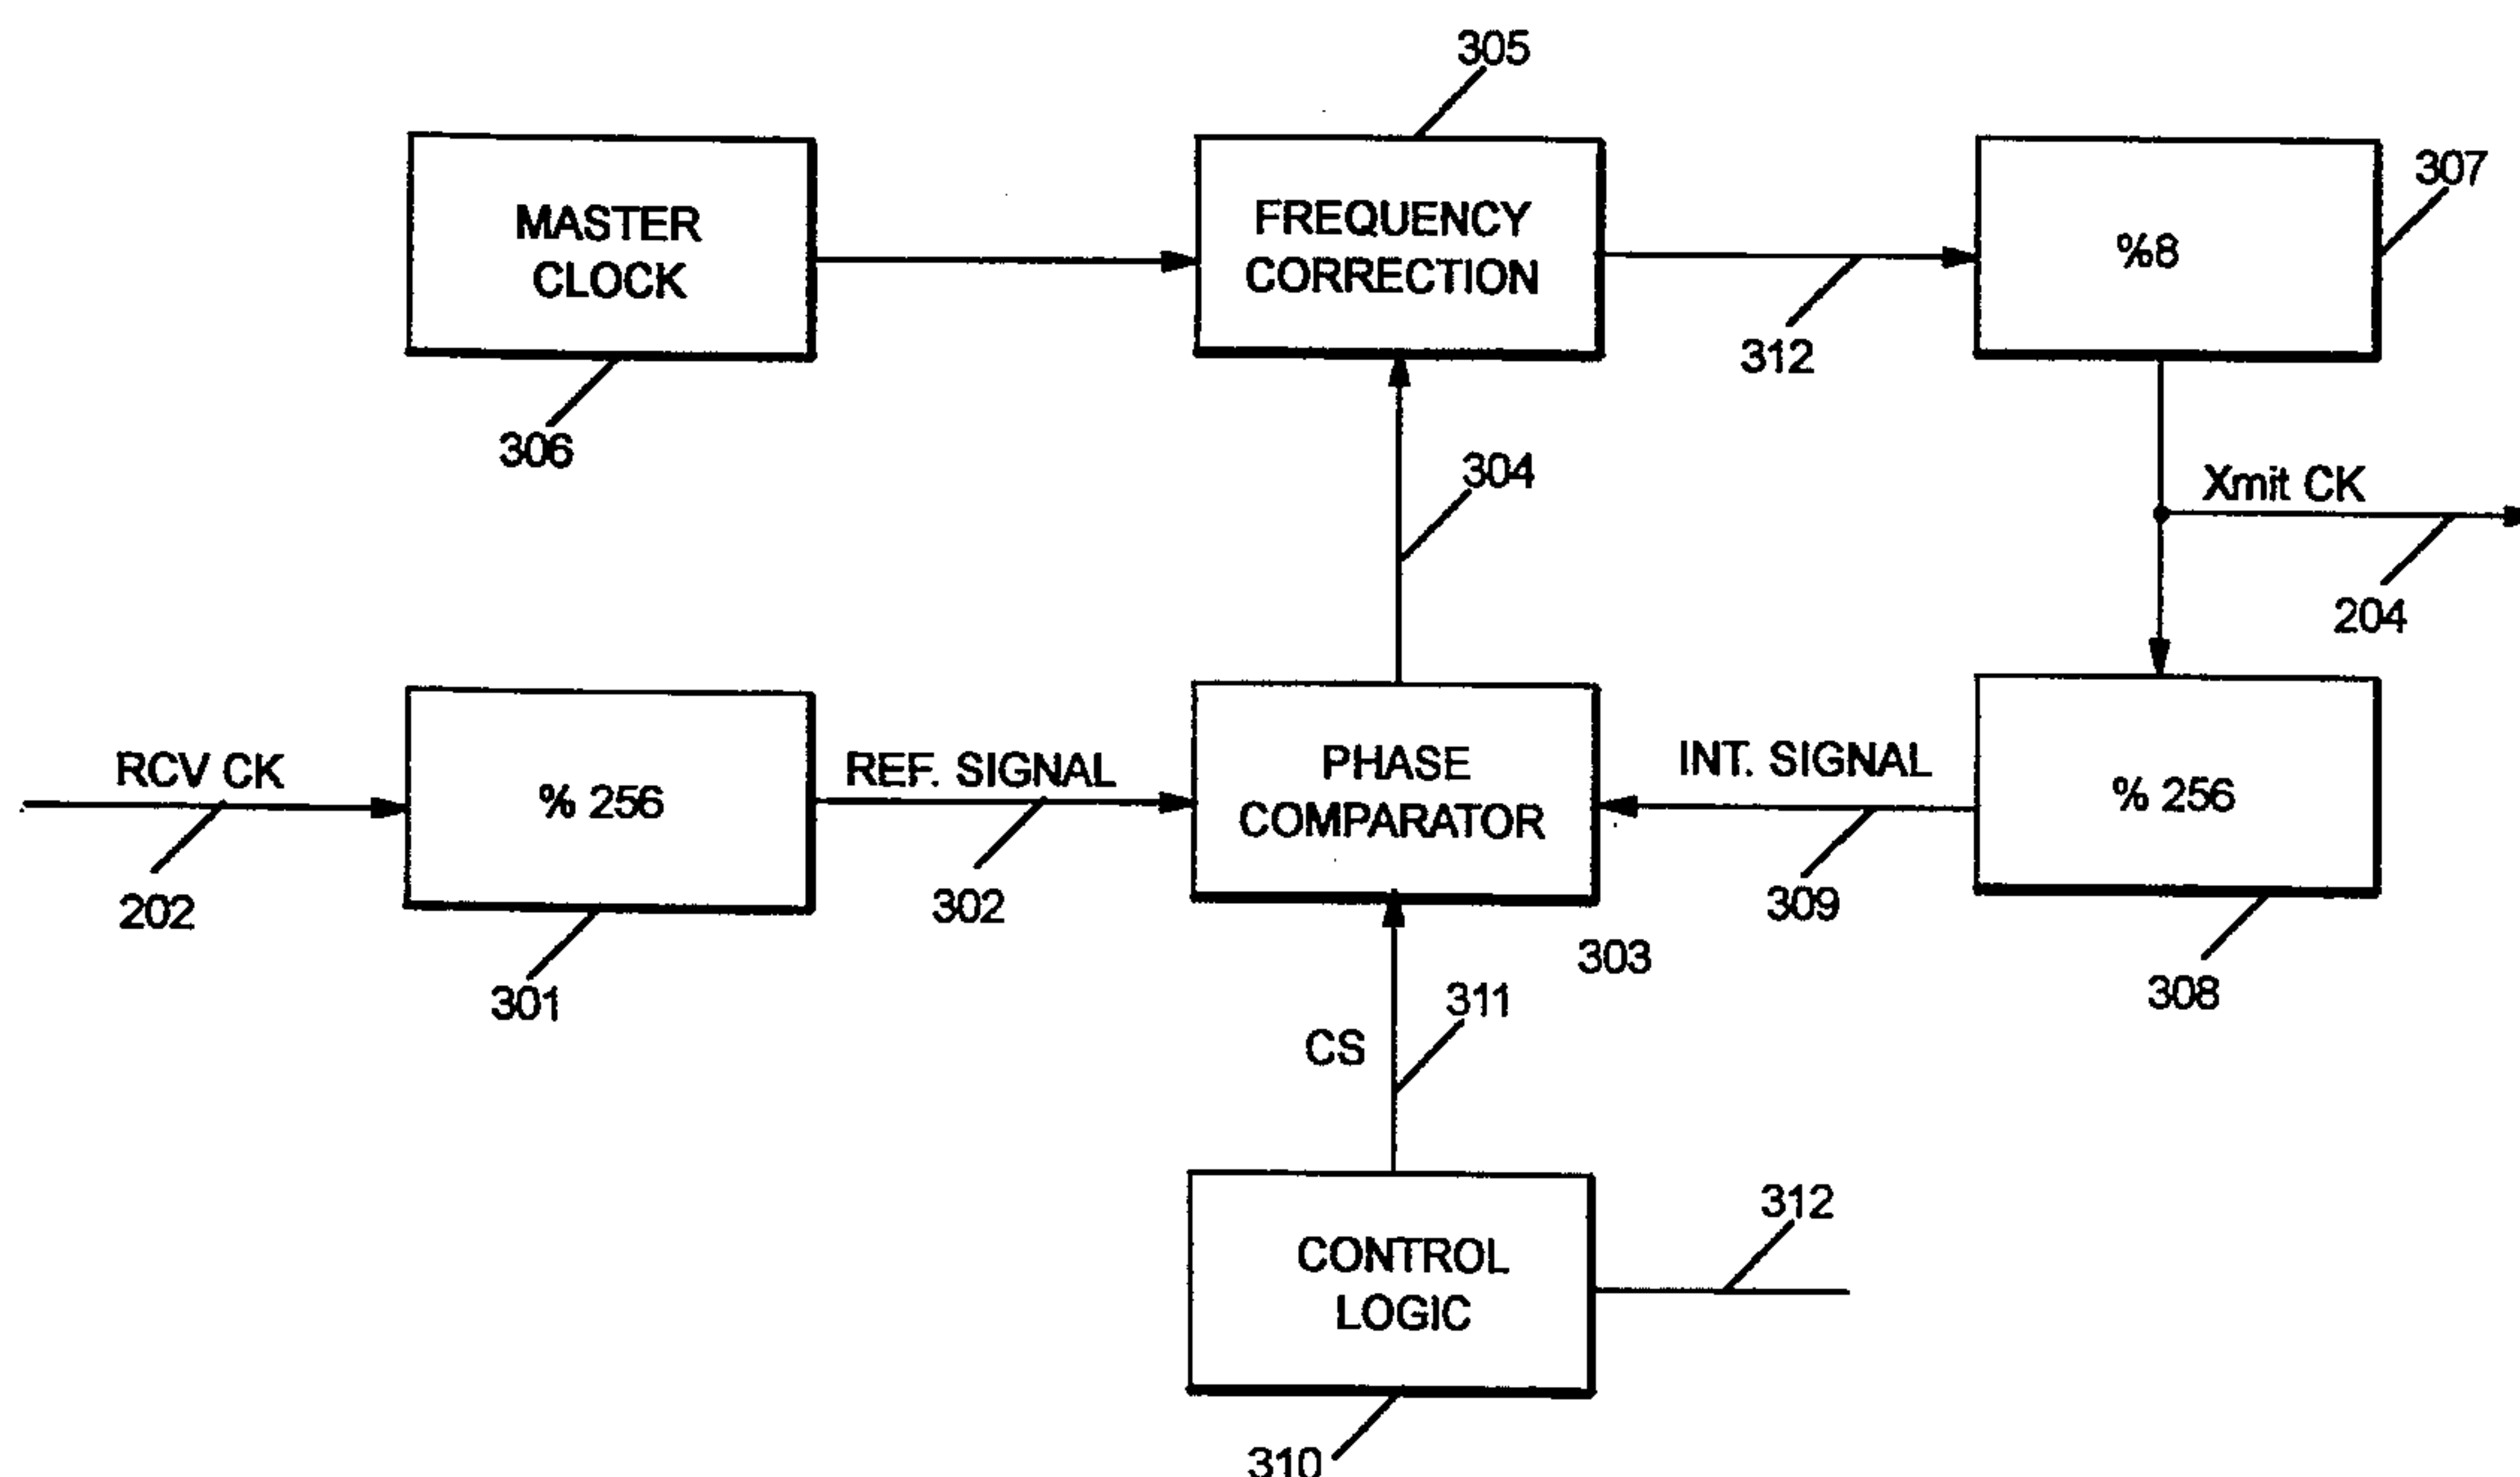 305
MASTER
CLOCK
FREQUENCY
CORRECTION
%8
307
312
306
304
Xmit CK
204
RCV CK
% 256
REF. SIGNAL
PHASE
COMPARATOR
INT. SIGNAL
% 256
202
302
309
303
301
308
311
CS
312
CONTROL
LOGIC
310